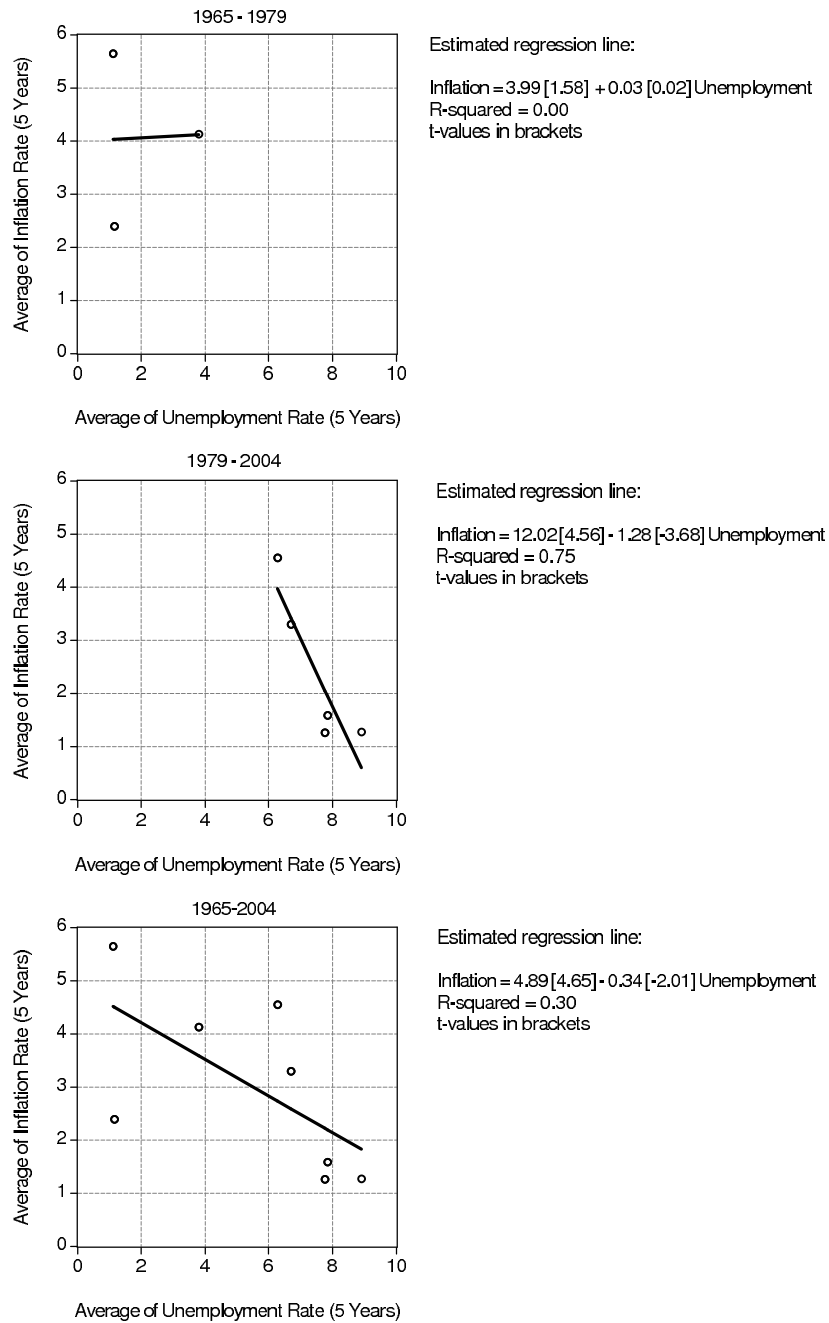 1965 - 1979
Average of Inflation Rate (5 Years)
6
5
4
3
2
1
0
0 2 4 6 8 10
Average of Unemployment Rate (5 Years)
Estimated regression line:
Inflation = 3.99 [1.58] + 0.03 [0.02] Unemployment
R-squared = 0.00
t-values in brackets
1979 - 2004
Average of Inflation Rate (5 Years)
6
5
4
3
2
1
0
0 2 4 6 8 10
Average of Unemployment Rate (5 Years)
Estimated regression line:
Inflation = 12.02 [4.56] - 1.28 [-3.68] Unemployment
R-squared = 0.75
t-values in brackets
1965-2004
Average of Inflation Rate (5 Years)
6
5
4
3
2
1
0
0 2 4 6 8 10
Average of Unemployment Rate (5 Years)
Estimated regression line:
Inflation = 4.89 [4.65] - 0.34 [-2.01] Unemployment
R-squared = 0.30
t-values in brackets